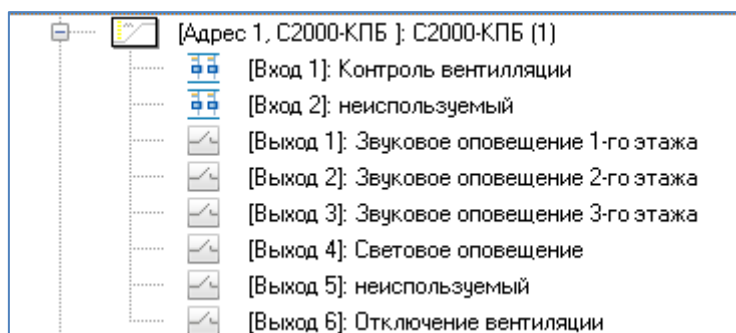 [Адрес 1, С2000-КПБ ]: С2000-КПБ (1)
[Вход 1]: Контроль вентилляции
[Вход 2]: неиспользуемый
[Выход 1]: Звуковое оповещение 1-го этажа
[Выход 2]: Звуковое оповещение 2-го этажа
[Выход 3]: Звуковое оповещение 3-го этажа
[Выход 4]: Световое оповещение
[Выход 5]: неиспользуемый
[Выход 6]: Отключение вентиляции